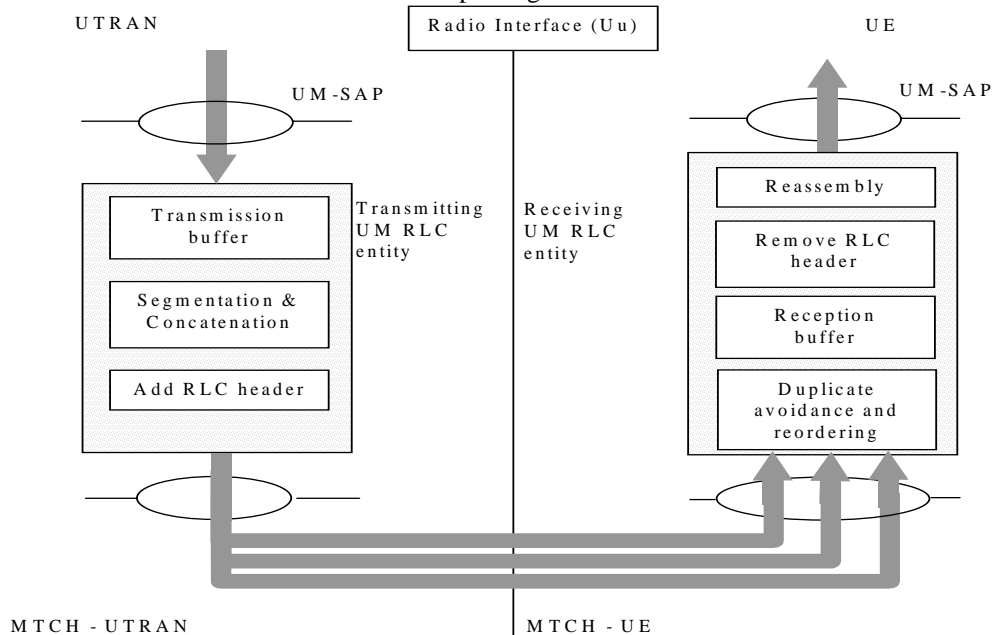 UTRAN
Radio Interface (Uu)
UE
UM-SAP
UM-SAP
Transmission
buffer
Segmentation &
Concatenation
Add RLC header
Transmitting
UM RLC
entity
Receiving
UM RLC
entity
Reassembly
Remove RLC
header
Reception
buffer
Duplicate
avoidance and
reordering
MTCH - UTRAN
MTCH - UE